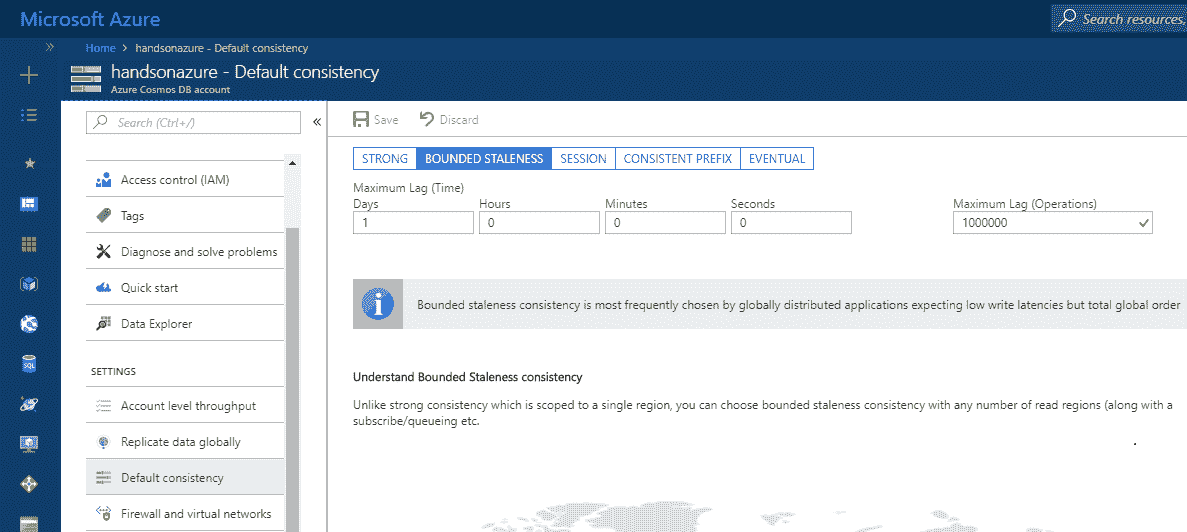 Microsoft Azure
Search resources,
Home > handsonazure - Default consistency
handsonazure - Default consistency
Azure Cosmos DB account
Search (Ctrl+/)
Access control (IAM)
Tags
Diagnose and solve problems
Quick start
Data Explorer
SETTINGS
Account level throughput
Replicate data globally
Default consistency
Firewall and virtual networks
Save Discard
STRONG BOUNDED STALENESS SESSION CONSISTENT PREFIX EVENTUAL
Maximum Lag (Time)
Days Hours Minutes Seconds Maximum Lag (Operations)
1 0 0 0 1000000
Bounded staleness consistency is most frequently chosen by globally distributed applications expecting low write latencies but total global order
Understand Bounded Staleness consistency
Unlike strong consistency which is scoped to a single region, you can choose bounded staleness consistency with any number of read regions (along with a
subscribe/queueing etc.